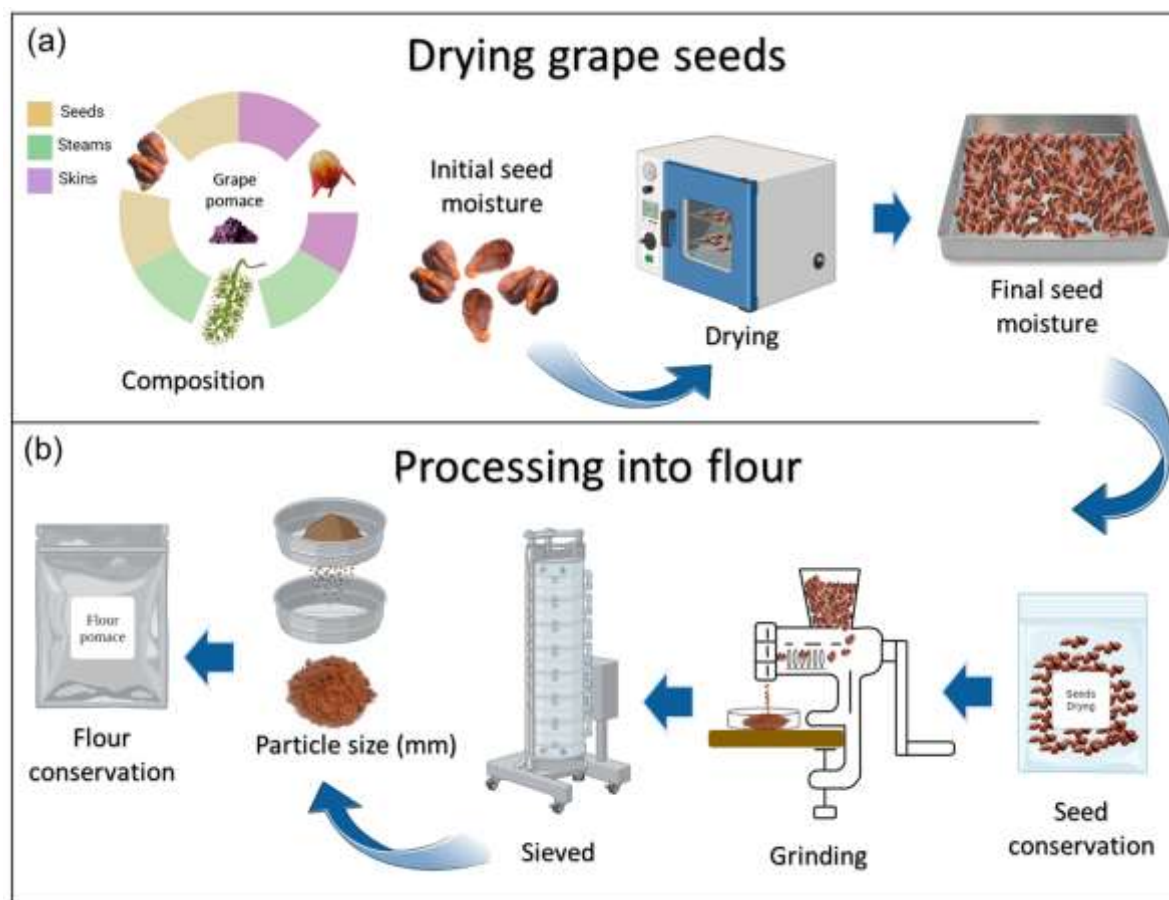 (a)
Drying grape seeds
Seeds
Steams
Skins
Grape
pomace
Composition
Initial seed
moisture
Drying
Final seed
moisture
(b)
Processing into flour
Flour
pomace
Flour
conservation
Particle size (mm)
Sieved
Grinding
Seeds
Dryng
Seed
conservation